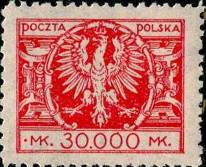 POCZTA POLSKA
•MK. 30.000 MK.•